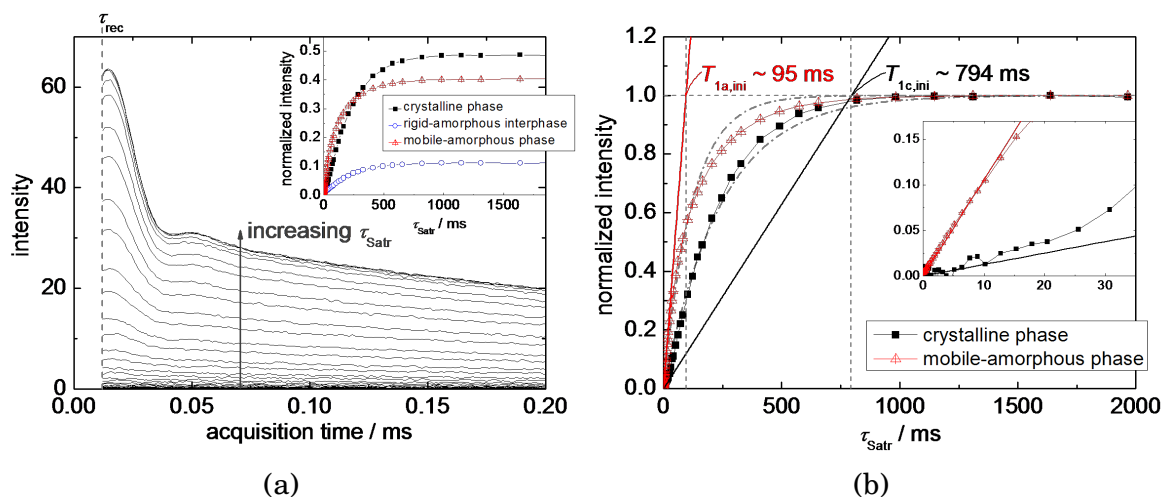 τrec
60
40
20
0
intensity
0.00
0.05
0.10
0.15
0.20
acquisition time / ms
increasing τSatr
0.5
0.4
0.3
0.2
0.1
0.0
normalized intensity
crystalline phase
rigid-amorphous interphase
mobile-amorphous phase
0
500
1000
1500
τSatr / ms
(a)
1.2
1.0
0.8
0.6
0.4
0.2
0.0
normalized intensity
T1a,ini ~ 95 ms
T1c,ini ~ 794 ms
0.15
0.10
0.05
0.00
0
10
20
30
crystalline phase
mobile-amorphous phase
0
500
1000
1500
2000
τSatr / ms
(b)